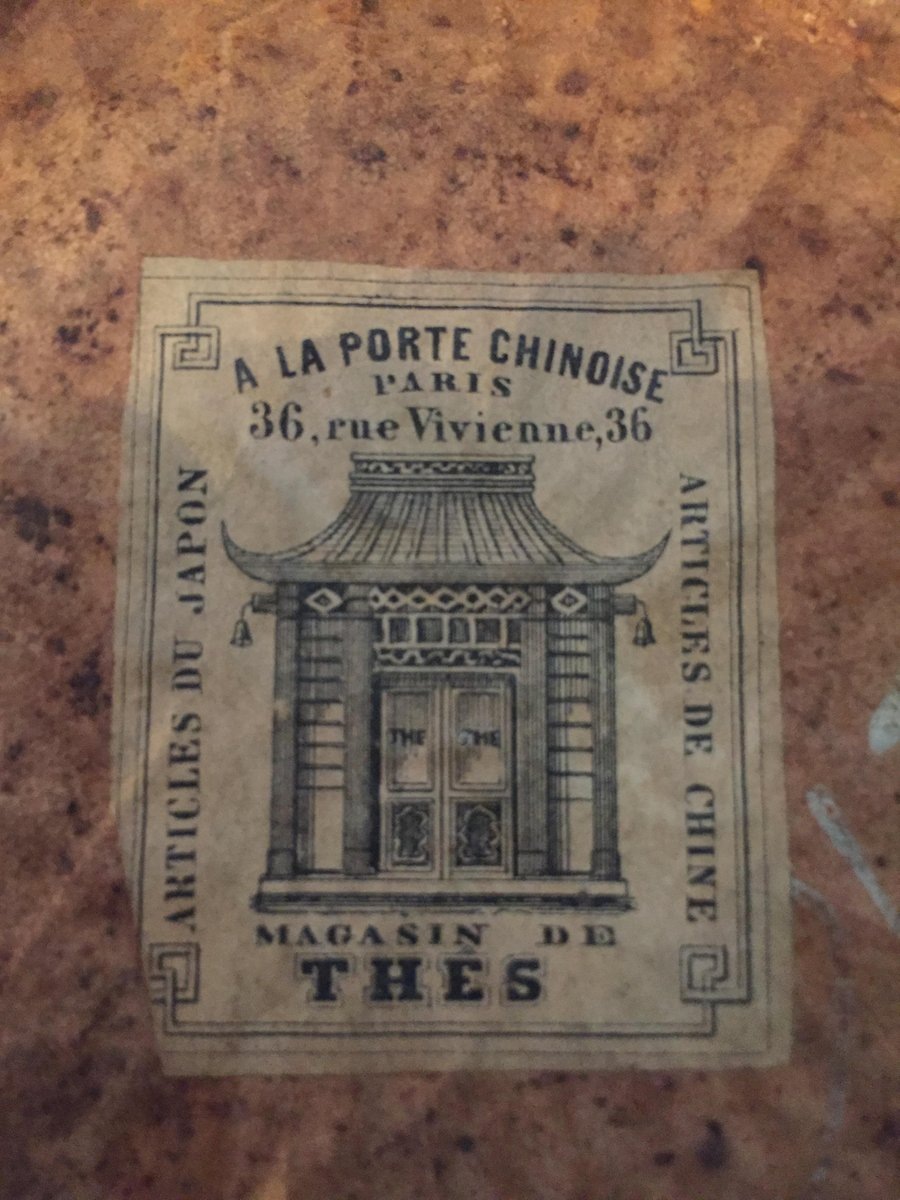 A LA PORTE CHINOISE
PARIS
36, rue Vivienne, 36
ARTICLES DU JAPON
ARTICLES DE CHINE
THE THE
MAGASIN DE
THÉS